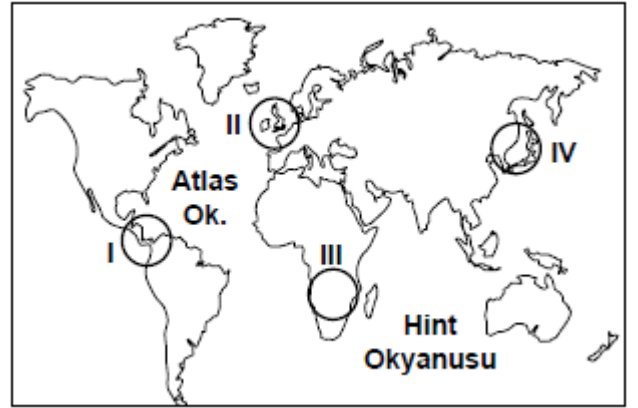 II
IV
Atlas
Ok.
I
III
Hint
Okyanusu